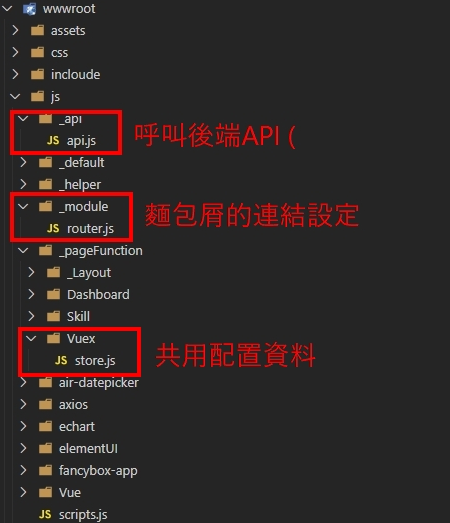 wwwroot
assets
css
incloude
js
_api
JS api.js
呼叫後端API (
_default
_helper
_module
JS router.js
麵包屑的連結設定
_pageFunction
_Layout
Dashboard
Skill
Vuex
JS store.js
共用配置資料
air-datepicker
axios
echart
elementUI
fancybox-app
Vue
JS scripts.js